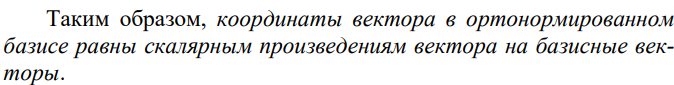 Таким образом, координаты вектора в ортонормированном
базисе равны скалярным произведениям вектора на базисные век-
торы.